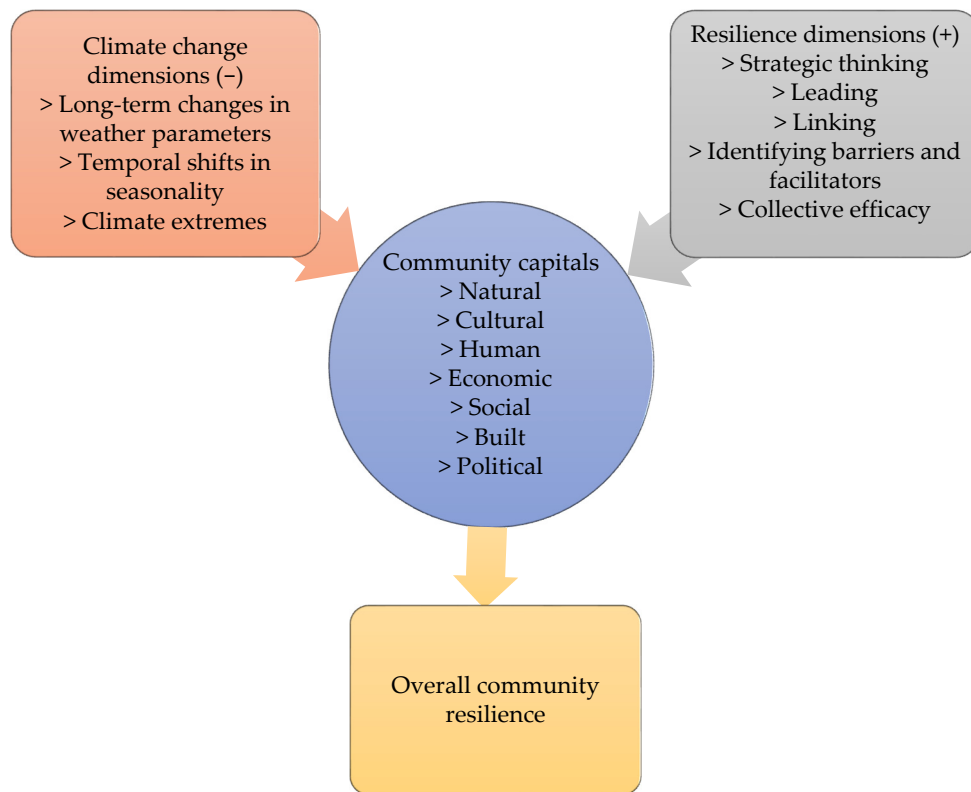 Climate change
dimensions (−)
> Long-term changes in
weather parameters
> Temporal shifts in
seasonality
> Climate extremes
Resilience dimensions (+)
> Strategic thinking
> Leading
> Linking
> Identifying barriers and
facilitators
> Collective efficacy
Community capitals
> Natural
> Cultural
> Human
> Economic
> Social
> Built
> Political
Overall community
resilience